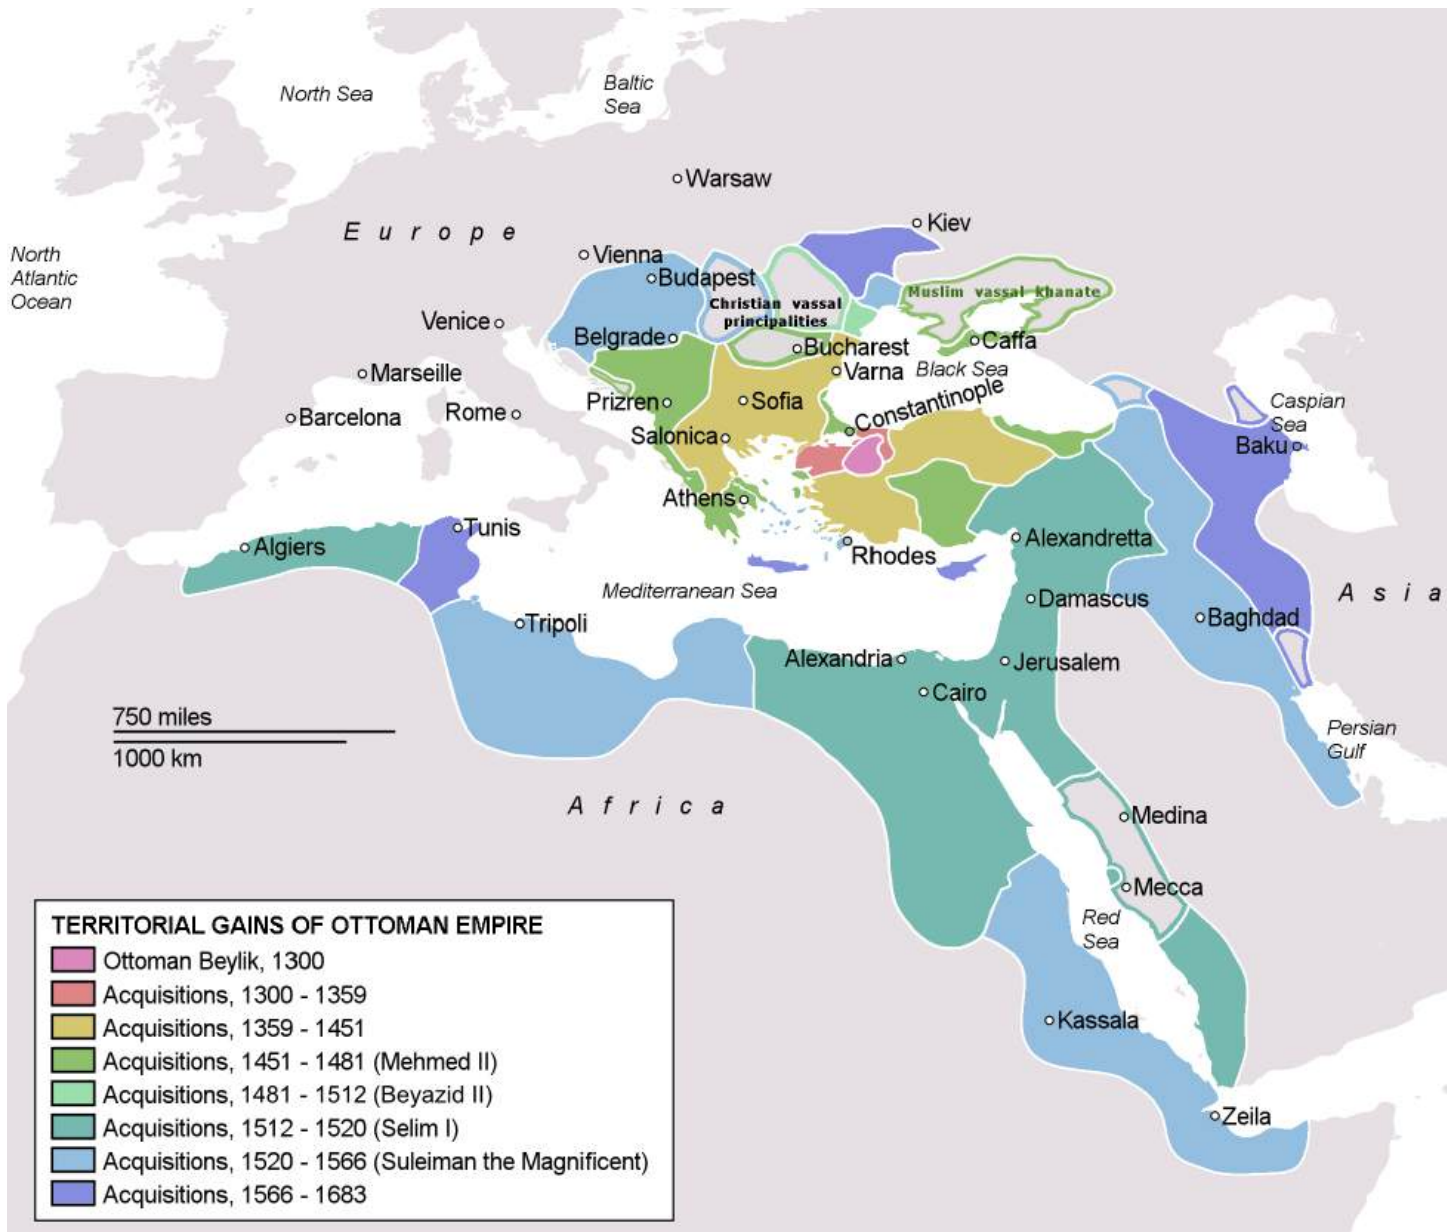 North Sea
Baltic
Sea
Warsaw
Europe
Kiev
North
Atlantic
Ocean
Vienna
Budapest
Muslim vassal khanate
Christian vassal
principalities
Venice
Belgrade
Bucharest
Caffa
Marseille
Varna
Black Sea
Barcelona
Rome
Prizren
Sofia
Constantinople
Caspian
Sea
Salonica
Baku
Athens
Tunis
Algiers
Rhodes
Alexandretta
Mediterranean Sea
Damascus
Asia
Tripoli
Baghdad
Alexandria
Jerusalem
Cairo
750 miles
1000 km
Persian
Gulf
Africa
Medina
Mecca
Red
Sea
Kassala
Zeila
TERRITORIAL GAINS OF OTTOMAN EMPIRE
Ottoman Beylik, 1300
Acquisitions, 1300 - 1359
Acquisitions, 1359 - 1451
Acquisitions, 1451 - 1481 (Mehmed II)
Acquisitions, 1481 - 1512 (Beyazid II)
Acquisitions, 1512 - 1520 (Selim I)
Acquisitions, 1520 - 1566 (Suleiman the Magnificent)
Acquisitions, 1566 - 1683